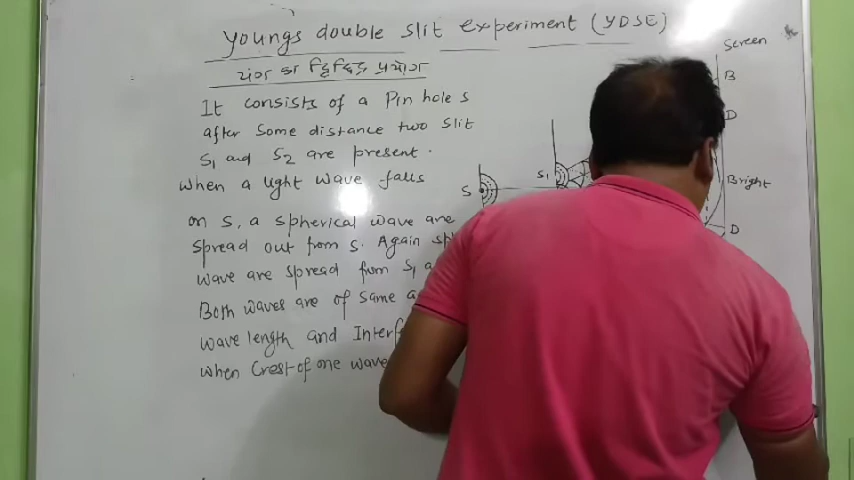 Youngs double slit experiment (YDSE)
यंग का द्विछिद्र प्रयोग
It consists of a Pin hole s
after some distance two slit
S1 and S2 are present.
when a light wave falls
on S, a spherical wave are
spread out from S. Again
wave are spread from S1
Both waves are of same
wave length and
when Crest of one wave
Screen
B
D
Bright
D
S
S1